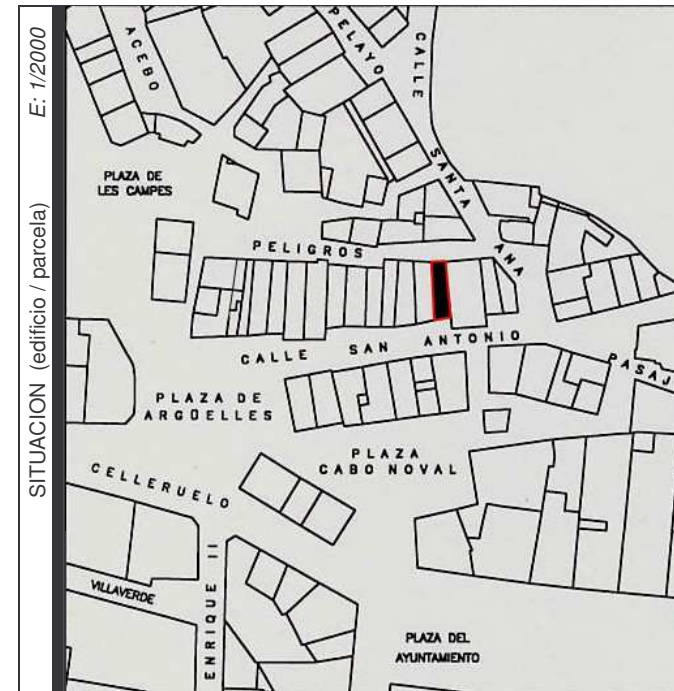 SITUACION (edificio / parcela) E: 1/2000
ACEBO
PELAYO
CALLE
SANTA ANA
PLAZA DE
LES CAMPES
PELIGROS
CALLE SAN ANTONIO
PASAJ
PLAZA DE
ARGÜELLES
PLAZA
CABO NOVAL
CELLERUELO
VILLAVERDE
ENRIQUE II
PLAZA DEL
AYUNTAMIENTO